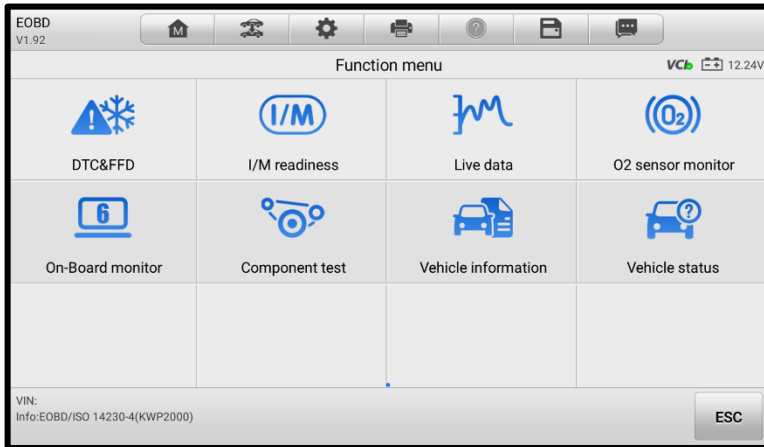 EOBD
V1.92
M
?
Function menu
VCI 12.24V
I/M
O2
DTC&FFD
I/M readiness
Live data
O2 sensor monitor
6
?
On-Board monitor
Component test
Vehicle information
Vehicle status
VIN:
Info:EOBD/ISO 14230-4(KWP2000)
ESC